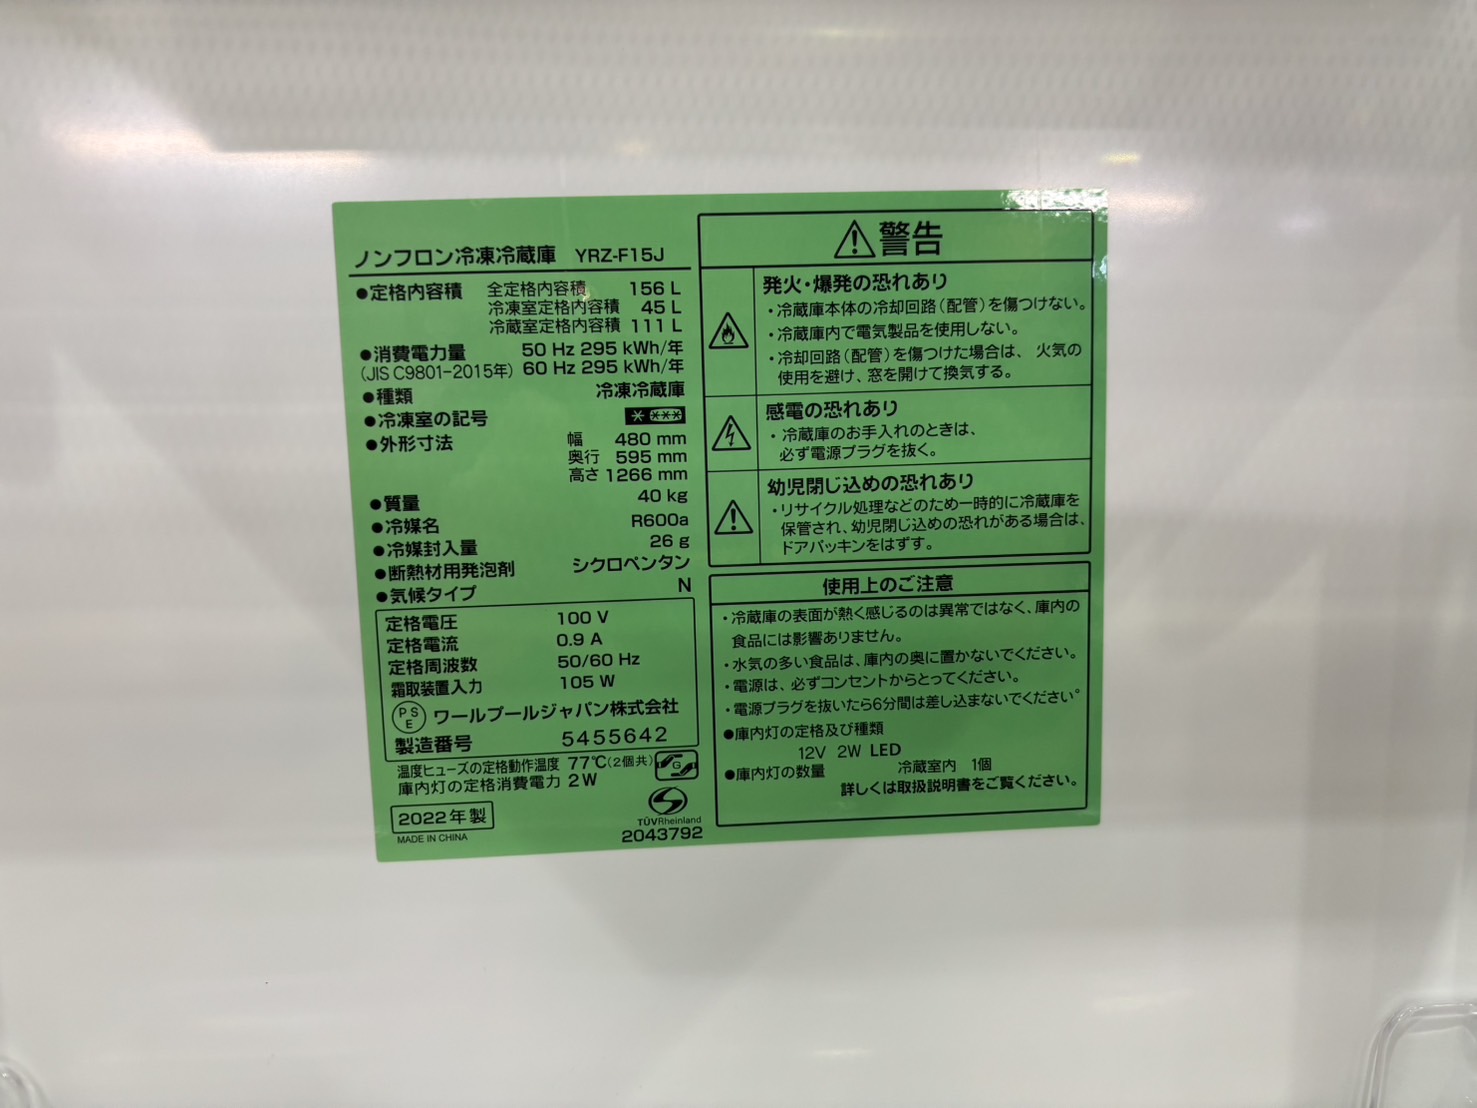 ノンフロン冷凍冷蔵庫 YRZ-F15J
●定格内容積 全定格内容積 156 L
冷凍室定格内容積 45 L
冷蔵室定格内容積 111 L
●消費電力量 50 Hz 295 kWh/年
(JIS C9801-2015年) 60 Hz 295 kWh/年
●種類 冷凍冷蔵庫
●冷凍室の記号 * ***
●外形寸法 幅 480 mm
奥行 595 mm
高さ 1266 mm
●質量 40 kg
●冷媒名 R600a
●冷媒封入量 26 g
●断熱材用発泡剤 シクロペンタン
●気候タイプ N
定格電圧 100 V
定格電流 0.9 A
定格周波数 50/60 Hz
霜取装置入力 105 W
PSE ワールプールジャパン株式会社
製造番号 5455642
温度ヒューズの定格動作温度 77℃(2個共)
G
庫内灯の定格消費電力 2W
2022年製
MADE IN CHINA
TÜVRheinland
2043792
警告
発火・爆発の恐れあり
・冷蔵庫本体の冷却回路(配管)を傷つけない。
・冷蔵庫内で電気製品を使用しない。
・冷却回路(配管)を傷つけた場合は、火気の
使用を避け、窓を開けて換気する。
感電の恐れあり
・冷蔵庫のお手入れのときは、
必ず電源プラグを抜く。
幼児閉じ込めの恐れあり
・リサイクル処理などのため一時的に冷蔵庫を
保管され、幼児閉じ込めの恐れがある場合は、
ドアパッキンをはずす。
使用上のご注意
・冷蔵庫の表面が熱く感じるのは異常ではなく、庫内の
食品には影響ありません。
・水気の多い食品は、庫内の奥に置かないでください。
・電源は、必ずコンセントからとってください。
・電源プラグを抜いたら6分間は差し込まないでください。
●庫内灯の定格及び種類
12V 2W LED
●庫内灯の数量 冷蔵室内 1個
詳しくは取扱説明書をご覧ください。